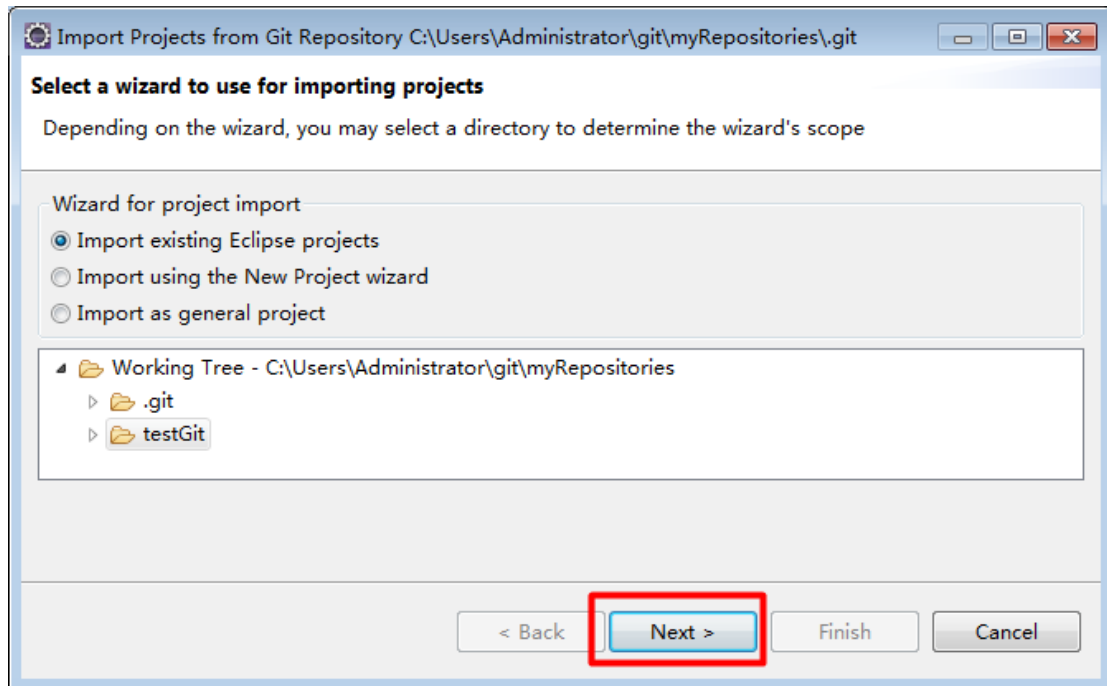 Import Projects from Git Repository C:\Users\Administrator\git\myRepositories\.git
Select a wizard to use for importing projects
Depending on the wizard, you may select a directory to determine the wizard's scope
Wizard for project import
Import existing Eclipse projects
Import using the New Project wizard
Import as general project
Working Tree - C:\Users\Administrator\git\myRepositories
.git
testGit
< Back Next > Finish Cancel